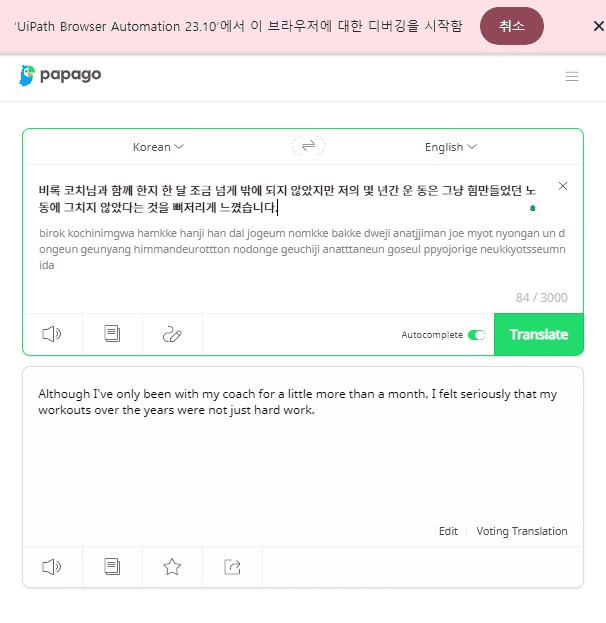 'UiPath Browser Automation 23.10'에서 이 브라우저에 대한 디버깅을 시작함
취소
papago
Korean
English
비록 코치님과 함께 한지 한 달 조금 넘게 밖에 되지 않았지만 저의 몇 년간 운 동은 그냥 힘만들었던 노
동에 그치지 않았다는 것을 뼈저리게 느꼈습니다.
birok kochinimgwa hamkke hanji han dal jogeum nomkke bakke dweji anatjjiman joe myot nyongan un d
ongeun geunyang himmandeurottton nodonge geuchiji anatttaneun goseul ppyojorige neukkyotsseumn
ida
84 / 3000
Autocomplete
Translate
Although I've only been with my coach for a little more than a month, I felt seriously that my
workouts over the years were not just hard work.
Edit
Voting Translation